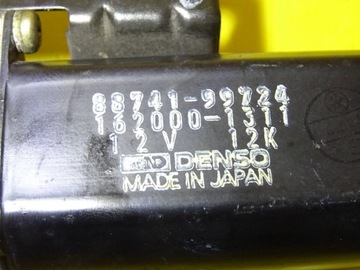 88741-99724
162000-1311
12V 12K
DENSO
MADE IN JAPAN